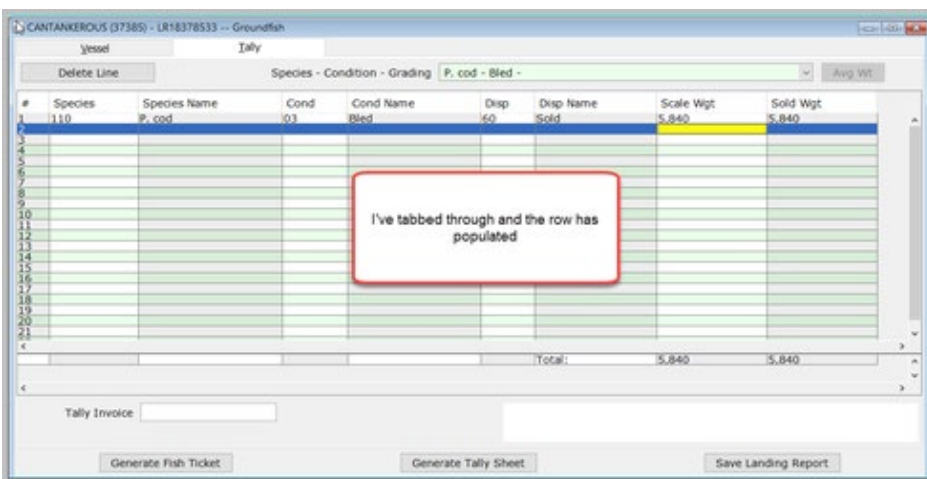 CANTANKEROUS (37385) - LR18378533 -- Groundfish
Vessel Tally
Delete Line Species - Condition - Grading P. cod - Bled - Avg Wt
# Species Species Name Cond Cond Name Disp Disp Name Scale Wgt Sold Wgt
1 110 P. cod 03 Bled 60 Sold 5,840 5,840
2
3
4
5
6
7
8
9
10
11
12
13
14
15
16
17
18
19
20
21
I've tabbed through and the row has
populated
Total: 5,840 5,840
Tally Invoice
Generate Fish Ticket Generate Tally Sheet Save Landing Report